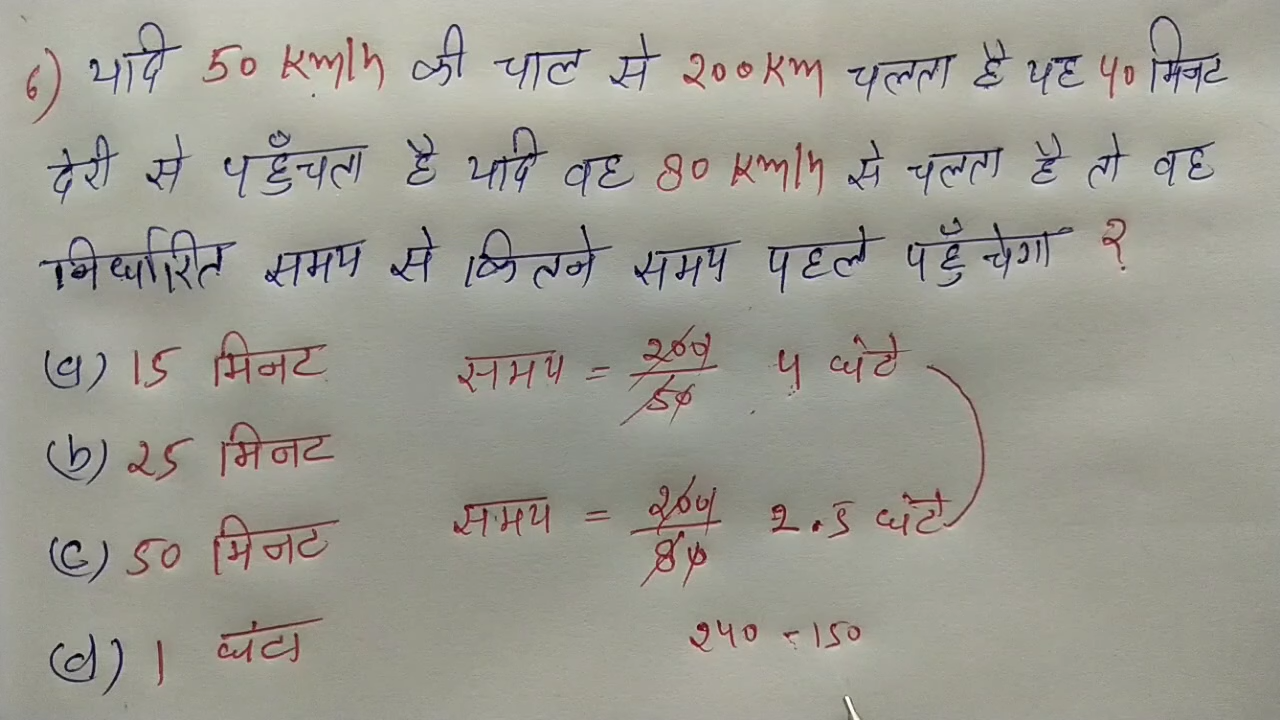 6) यदि 50 km/h की चाल से 200 km चलता है यह 40 मिनट
देरी से पहुँचता है यदि वह 80 km/h से चलता है तो वह
निर्धारित समय से कितने समय पहले पहुँचेगा ?
(a) 15 मिनट
समय = 200/50 4 घंटे
(b) 25 मिनट
समय = 200/80 2.5 घंटे
(c) 50 मिनट
240 - 150
(d) 1 घंटा